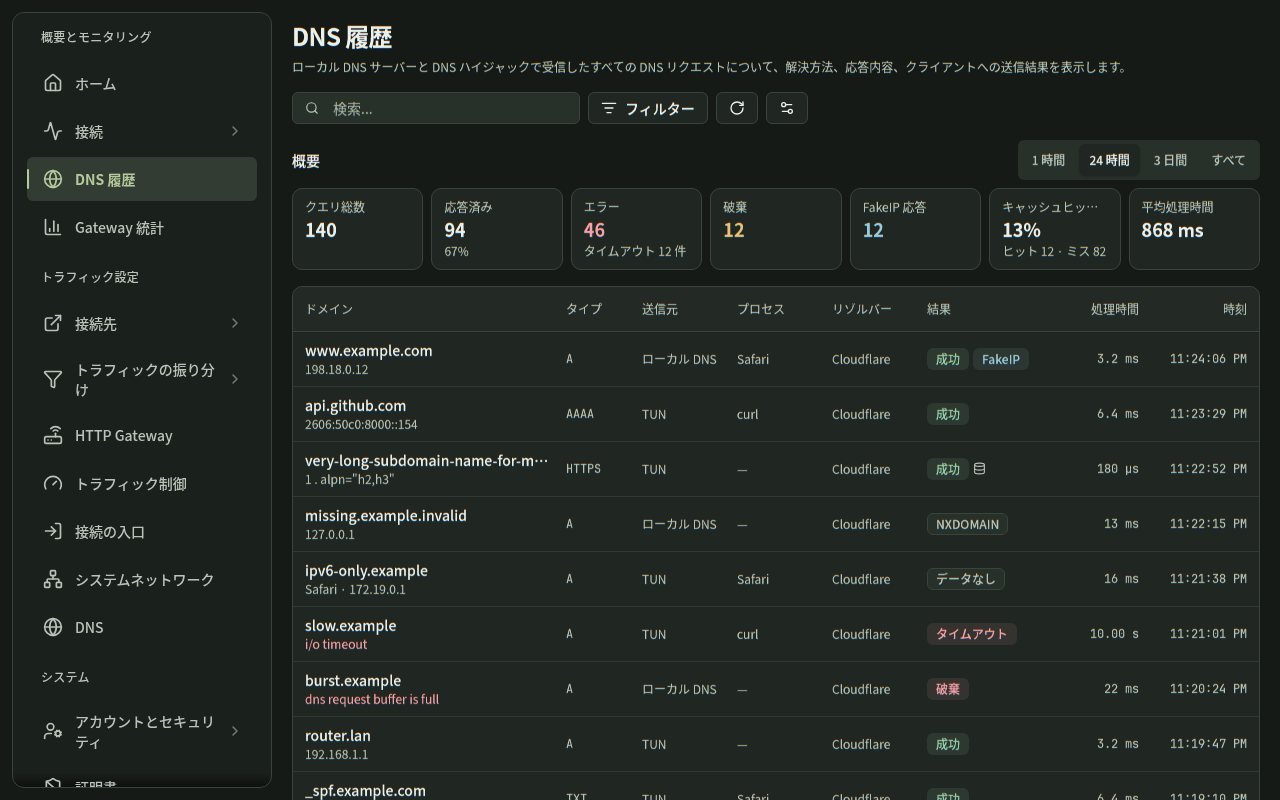 概要とモニタリング
ホーム
接続
DNS 履歴
Gateway 統計
トラフィック設定
接続先
トラフィックの振り分
け
HTTP Gateway
トラフィック制御
接続の入口
システムネットワーク
DNS
システム
アカウントとセキュリ
ティ
証明書
DNS 履歴
ローカル DNS サーバーと DNS ハイジャックで受信したすべての DNS リクエストについて、解決方法、応答内容、クライアントへの送信結果を表示します。
検索...
フィルター
概要
1 時間 24 時間 3 日間 すべて
クエリ総数
140
応答済み
94
67%
エラー
46
タイムアウト 12 件
破棄
12
FakeIP 応答
12
キャッシュヒッ…
13%
ヒット 12 · ミス 82
平均処理時間
868 ms
ドメイン タイプ 送信元 プロセス リゾルバー 結果 処理時間 時刻
www.example.com A ローカル DNS Safari Cloudflare 成功 FakeIP 3.2 ms 11:24:06 PM
198.18.0.12
api.github.com AAAA TUN curl Cloudflare 成功 6.4 ms 11:23:29 PM
2606:50c0:8000::154
very-long-subdomain-name-for-m… HTTPS TUN — Cloudflare 成功 180 µs 11:22:52 PM
1 . alpn="h2,h3"
missing.example.invalid A ローカル DNS — Cloudflare NXDOMAIN 13 ms 11:22:15 PM
127.0.0.1
ipv6-only.example A TUN Safari Cloudflare データなし 16 ms 11:21:38 PM
Safari · 172.19.0.1
slow.example A TUN curl Cloudflare タイムアウト 10.00 s 11:21:01 PM
i/o timeout
burst.example A ローカル DNS — Cloudflare 破棄 22 ms 11:20:24 PM
dns request buffer is full
router.lan A TUN — Cloudflare 成功 3.2 ms 11:19:47 PM
192.168.1.1
_spf.example.com TXT TUN Safari Cloudflare 成功 6.4 ms 11:19:10 PM